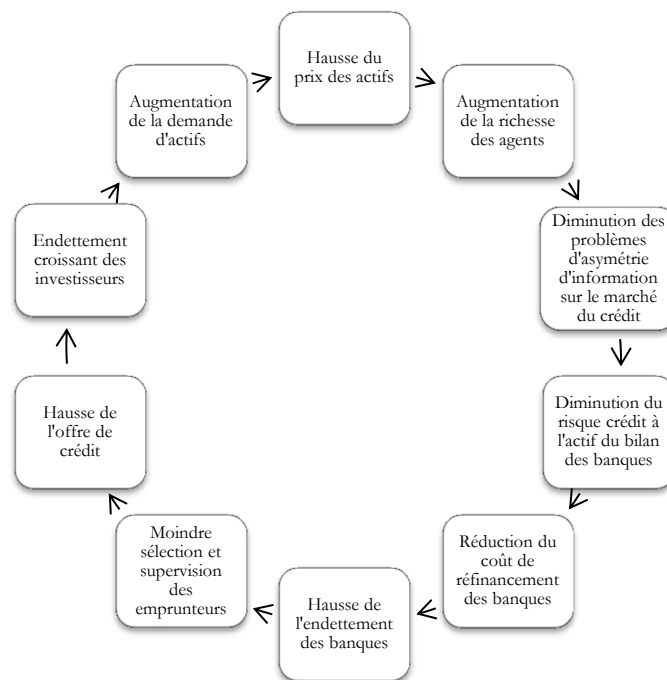 Hausse du
prix des actifs
Augmentation
de la richesse
des agents
Diminution des
problèmes
d'asymétrie
d'information
sur le marché
du crédit
Diminution du
risque crédit à
l'actif du bilan
des banques
Réduction du
coût de
réfinancement
des banques
Hausse de
l'endettement
des banques
Moindre
sélection et
supervision
des
emprunteurs
Hausse de
l'offre de
crédit
Endettement
croissant des
investisseurs
Augmentation
de la demande
d'actifs